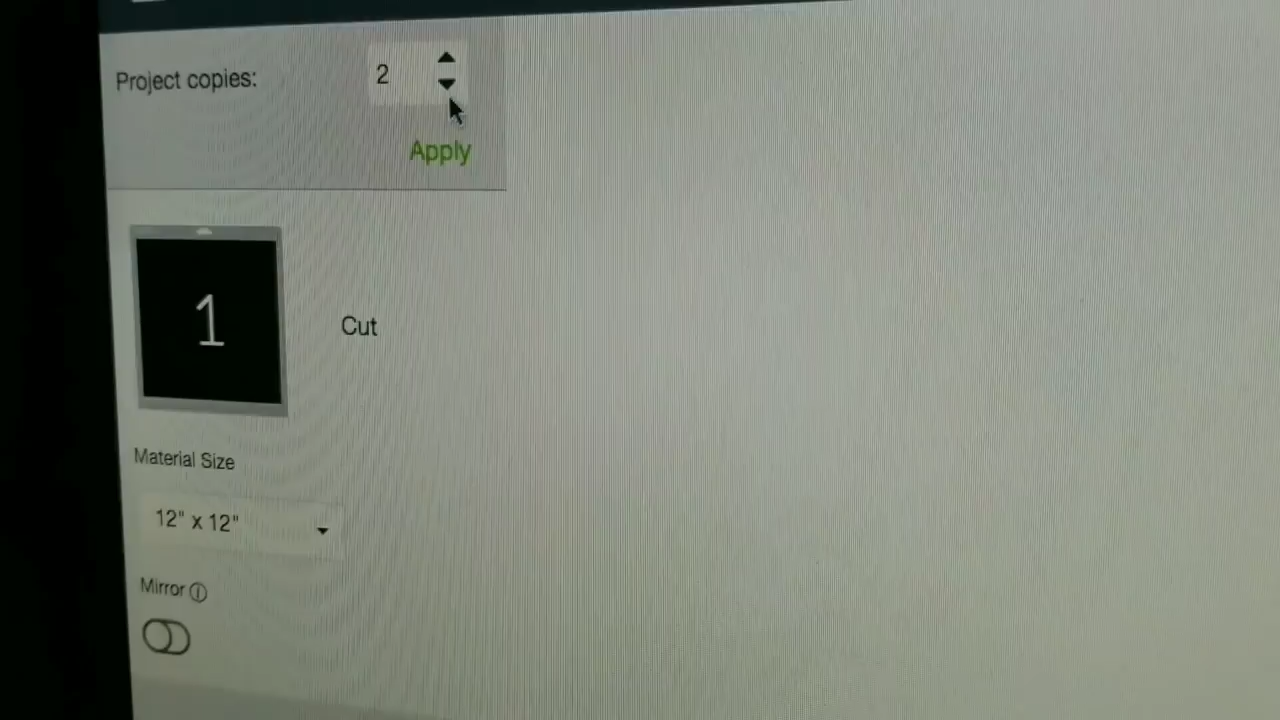 Project copies: 2
Apply
1
Cut
Material Size
12" x 12"
Mirror